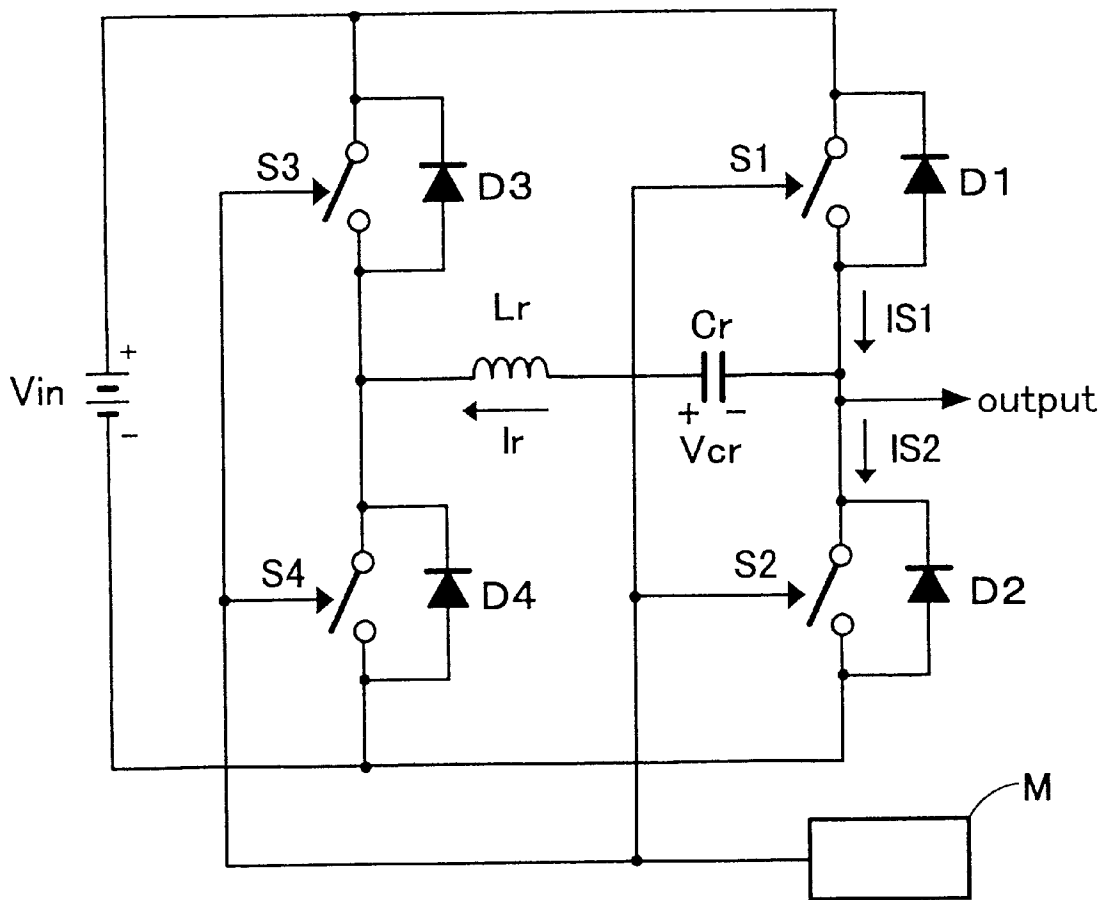 S3
D3
S1
D1
Lr
Cr
IS1
Vin
+
−
Ir
+ −
Vcr
output
IS2
S4
D4
S2
D2
M